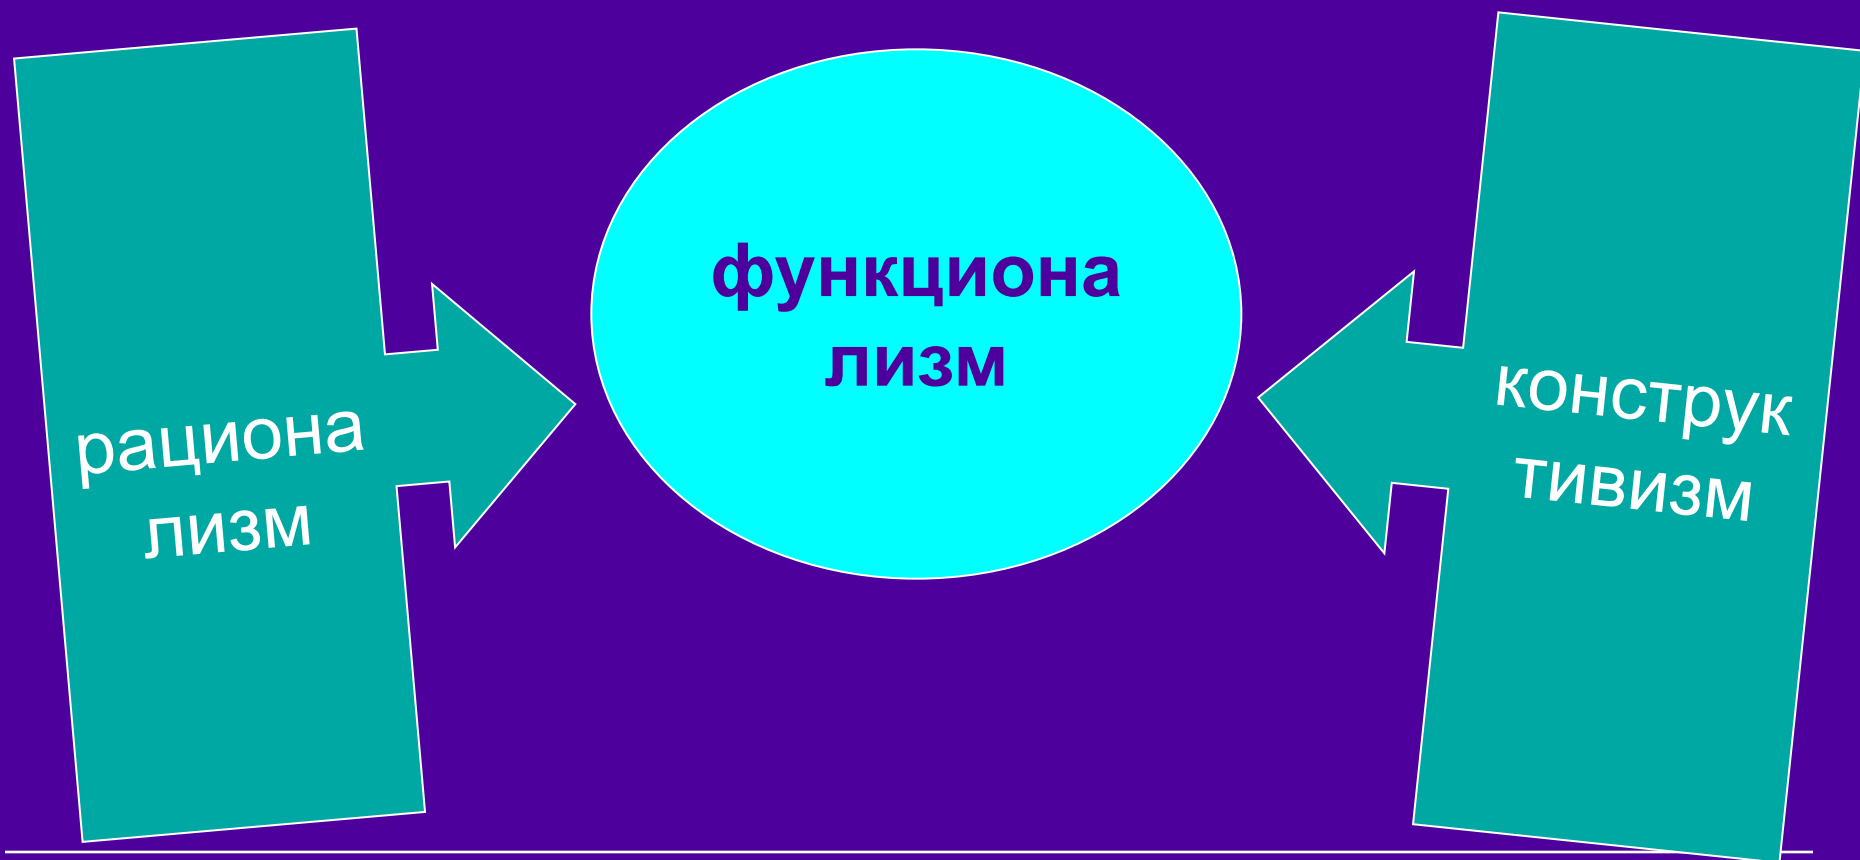 рациона
лизм
функциона
лизм
конструк
тивизм